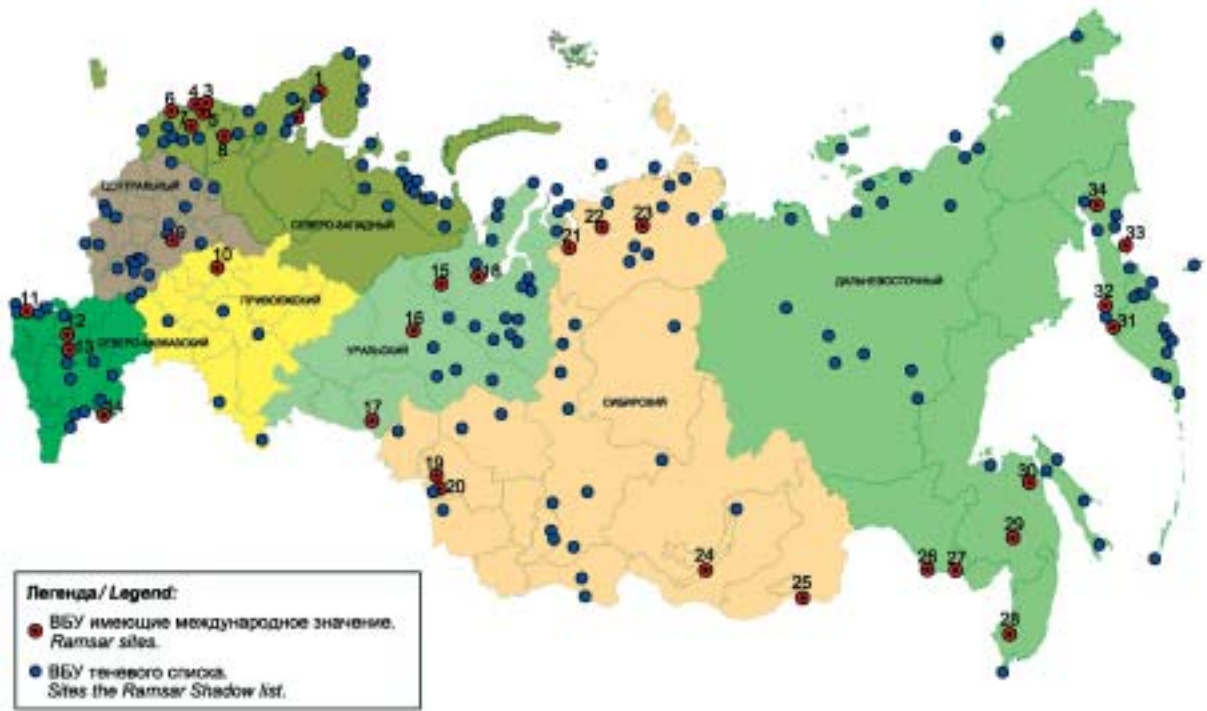 1
2
3
4
5
6
7
8
ЦЕНТРАЛЬНЫЙ
СЕВЕРО-ЗАПАДНЫЙ
9
10
ПРИВОЛЖСКИЙ
11
12
13
СЕВЕРО-КАВКАЗСКИЙ
14
15
16
18
УРАЛЬСКИЙ
17
19
20
21
22
23
СИБИРСКИЙ
24
25
ДАЛЬНЕВОСТОЧНЫЙ
26
27
28
29
30
31
32
33
34
Легенда/ Legend:
ВБУ имеющие международное значение.
Ramsar sites.
ВБУ теневого списка.
Sites the Ramsar Shadow list.